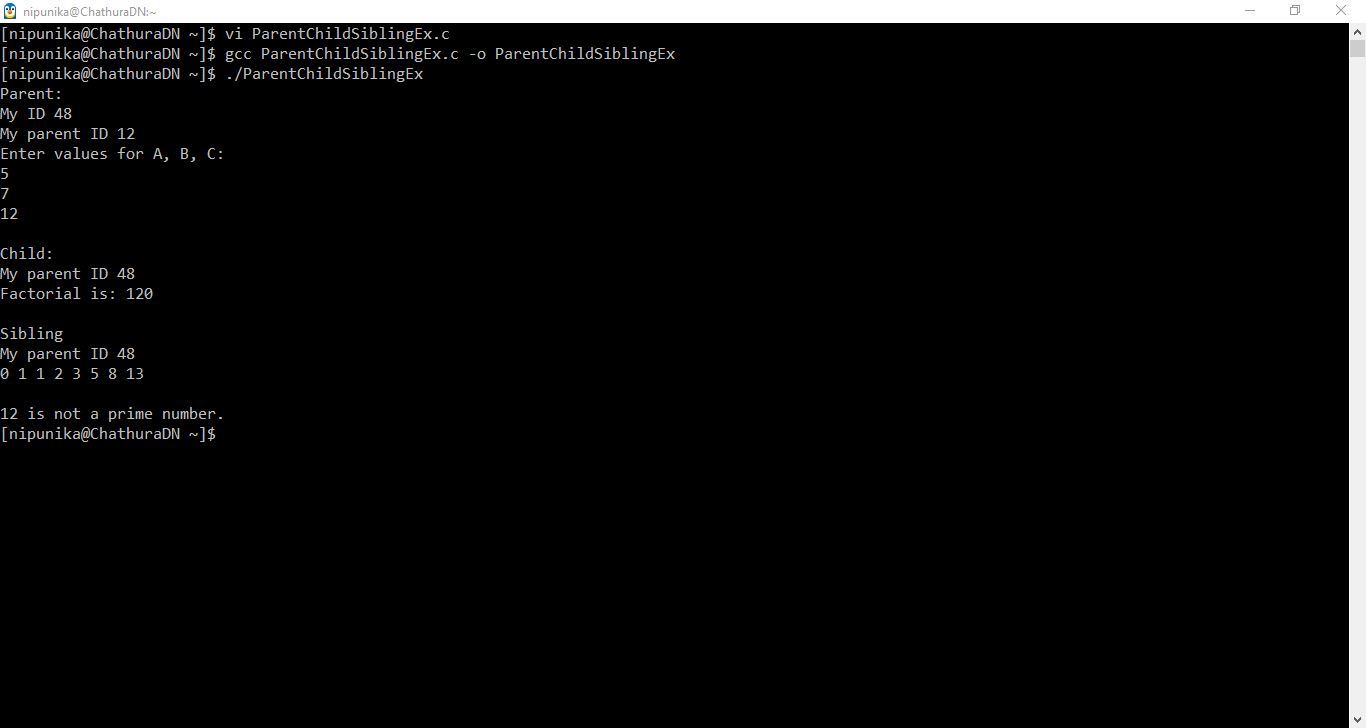 nipunika@ChathuraDN:~
[nipunika@ChathuraDN ~]$ vi ParentChildSiblingEx.c
[nipunika@ChathuraDN ~]$ gcc ParentChildSiblingEx.c -o ParentChildSiblingEx
[nipunika@ChathuraDN ~]$ ./ParentChildSiblingEx
Parent:
My ID 48
My parent ID 12
Enter values for A, B, C:
5
7
12
Child:
My parent ID 48
Factorial is: 120
Sibling
My parent ID 48
0 1 1 2 3 5 8 13
12 is not a prime number.
[nipunika@ChathuraDN ~]$